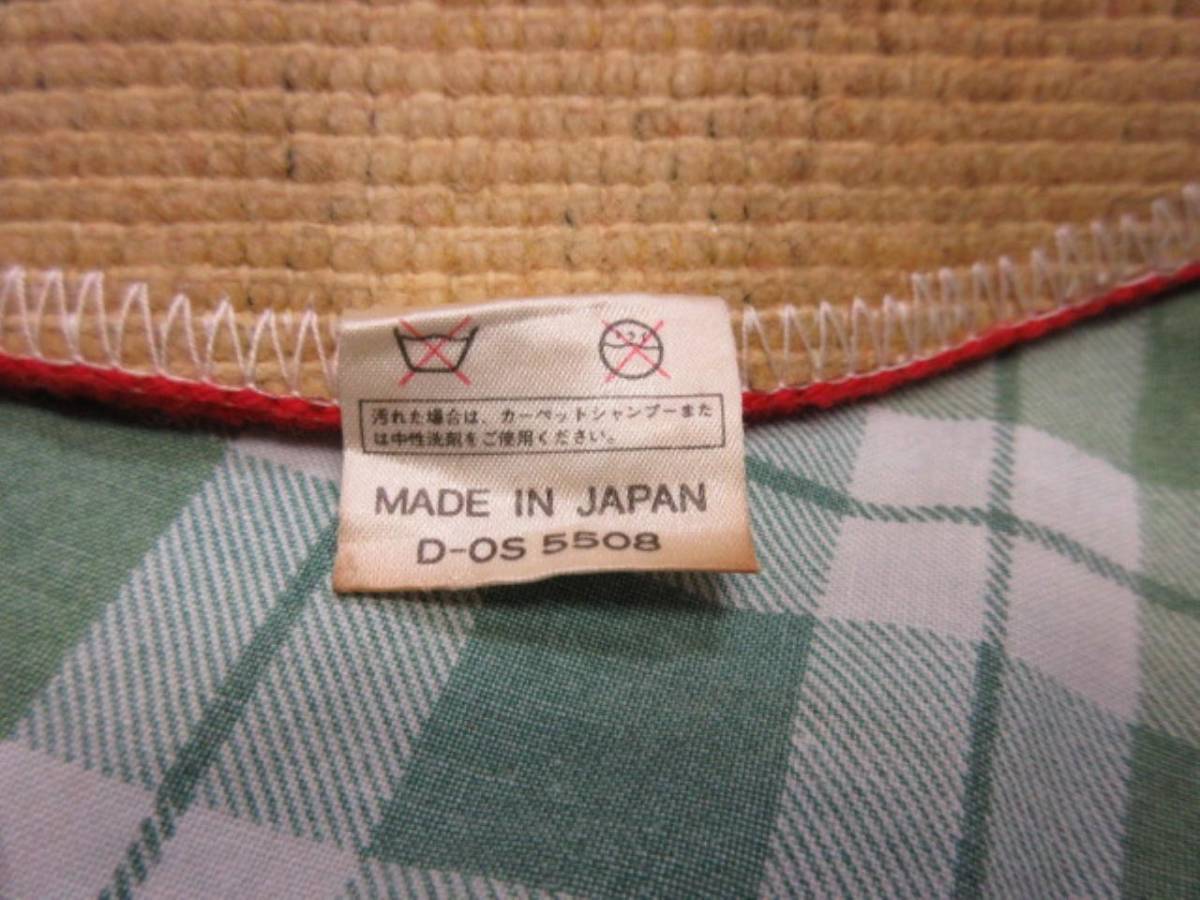 汚れた場合は、カーペットシャンプーまた
は中性洗剤をご使用ください。
MADE IN JAPAN
D-OS 5508